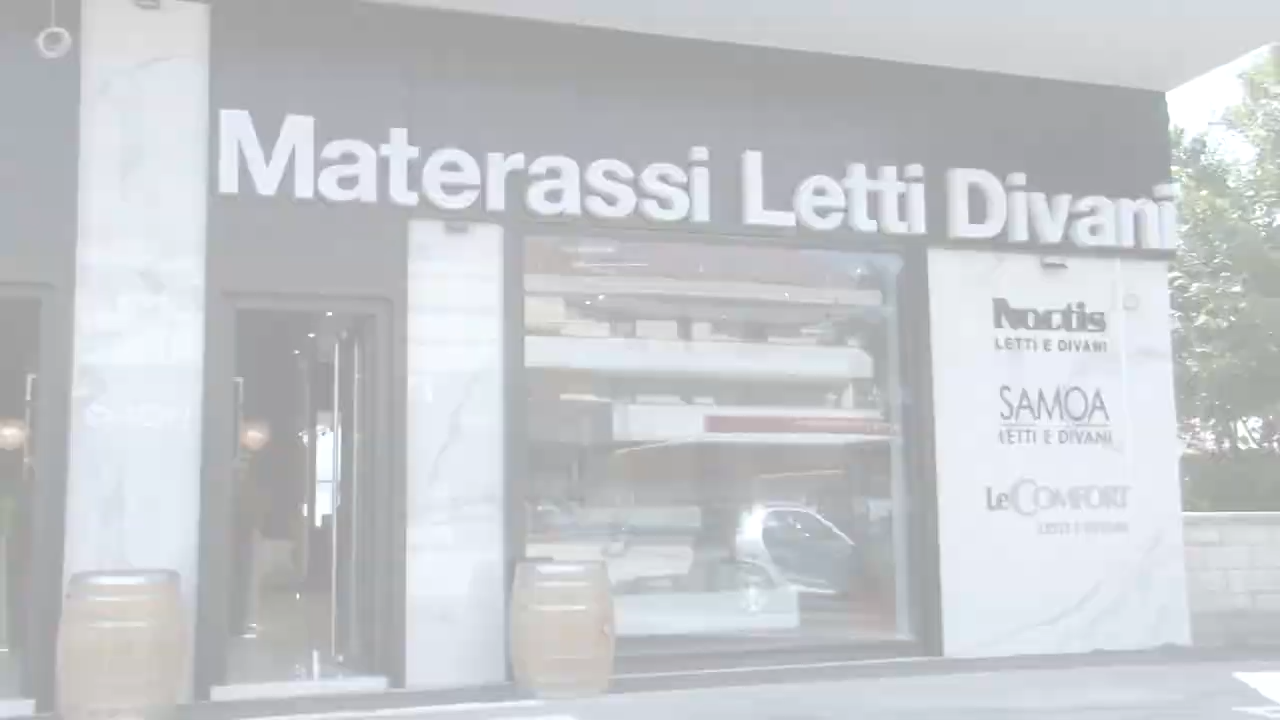 Materassi Letti Divani
Noctis
LETTI E DIVANI
SAMOA
LETTI E DIVANI
LeCOMFORT
LETTI E DIVANI